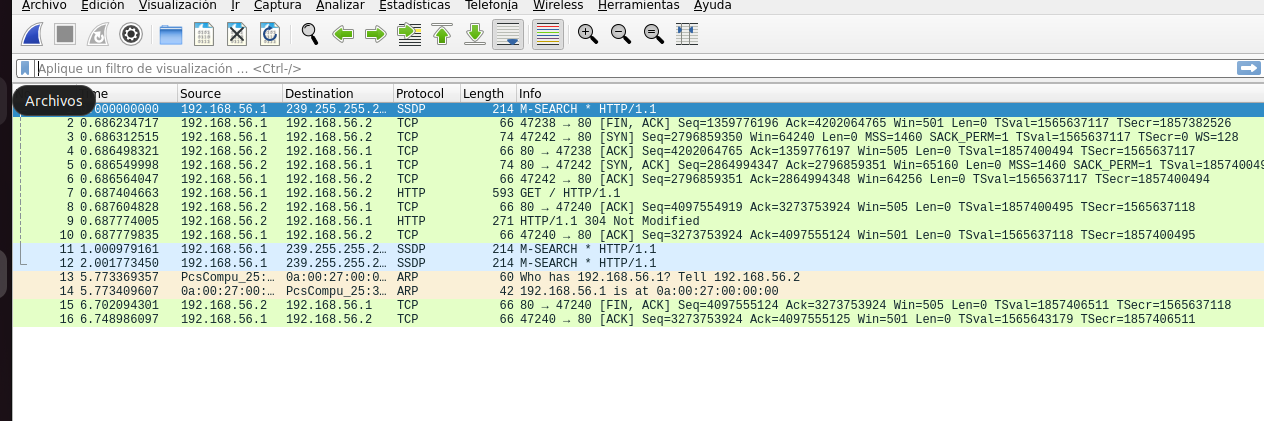 Archivo Edición Visualización Ir Captura Analizar Estadísticas Telefonía Wireless Herramientas Ayuda
Aplique un filtro de visualización … <Ctrl-/>
Archivos
me Source Destination Protocol Length Info
.000000000 192.168.56.1 239.255.255.2… SSDP 214 M-SEARCH * HTTP/1.1
2 0.686234717 192.168.56.1 192.168.56.2 TCP 66 47238 → 80 [FIN, ACK] Seq=1359776196 Ack=4202064765 Win=501 Len=0 TSval=1565637117 TSecr=1857382526
3 0.686312515 192.168.56.1 192.168.56.2 TCP 74 47242 → 80 [SYN] Seq=2796859350 Win=64240 Len=0 MSS=1460 SACK_PERM=1 TSval=1565637117 TSecr=0 WS=128
4 0.686498321 192.168.56.2 192.168.56.1 TCP 66 80 → 47238 [ACK] Seq=4202064765 Ack=1359776197 Win=505 Len=0 TSval=1857400494 TSecr=1565637117
5 0.686549998 192.168.56.2 192.168.56.1 TCP 74 80 → 47242 [SYN, ACK] Seq=2864994347 Ack=2796859351 Win=65160 Len=0 MSS=1460 SACK_PERM=1 TSval=185740049
6 0.686564047 192.168.56.1 192.168.56.2 TCP 66 47242 → 80 [ACK] Seq=2796859351 Ack=2864994348 Win=64256 Len=0 TSval=1565637117 TSecr=1857400494
7 0.687404663 192.168.56.1 192.168.56.2 HTTP 593 GET / HTTP/1.1
8 0.687604828 192.168.56.2 192.168.56.1 TCP 66 80 → 47240 [ACK] Seq=4097554919 Ack=3273753924 Win=505 Len=0 TSval=1857400495 TSecr=1565637118
9 0.687774005 192.168.56.2 192.168.56.1 HTTP 271 HTTP/1.1 304 Not Modified
10 0.687779835 192.168.56.1 192.168.56.2 TCP 66 47240 → 80 [ACK] Seq=3273753924 Ack=4097555124 Win=501 Len=0 TSval=1565637118 TSecr=1857400495
11 1.000979161 192.168.56.1 239.255.255.2… SSDP 214 M-SEARCH * HTTP/1.1
12 2.001773450 192.168.56.1 239.255.255.2… SSDP 214 M-SEARCH * HTTP/1.1
13 5.773369357 PcsCompu_25:… 0a:00:27:00:0… ARP 60 Who has 192.168.56.1? Tell 192.168.56.2
14 5.773409607 0a:00:27:00:… PcsCompu_25:3… ARP 42 192.168.56.1 is at 0a:00:27:00:00:00
15 6.702094301 192.168.56.2 192.168.56.1 TCP 66 80 → 47240 [FIN, ACK] Seq=4097555124 Ack=3273753924 Win=505 Len=0 TSval=1857406511 TSecr=1565637118
16 6.748986097 192.168.56.1 192.168.56.2 TCP 66 47240 → 80 [ACK] Seq=3273753924 Ack=4097555125 Win=501 Len=0 TSval=1565643179 TSecr=1857406511